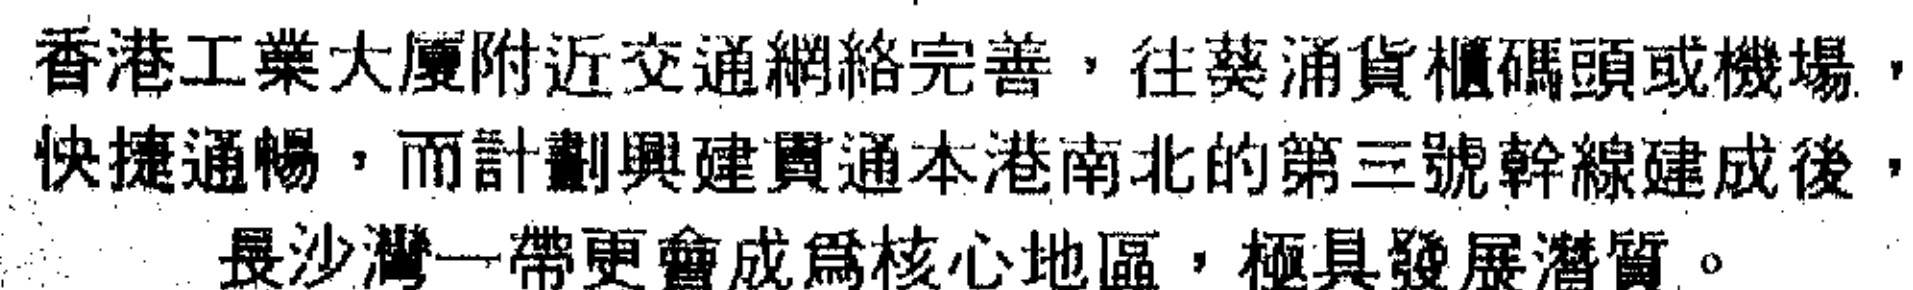 香港工業大廈附近交通網絡完善，往葵涌貨櫃碼頭或機場，
快捷通暢，而計劃興建貫通本港南北的第三號幹線建成後，
長沙灣一帶更會成爲核心地區，極具發展潛質。